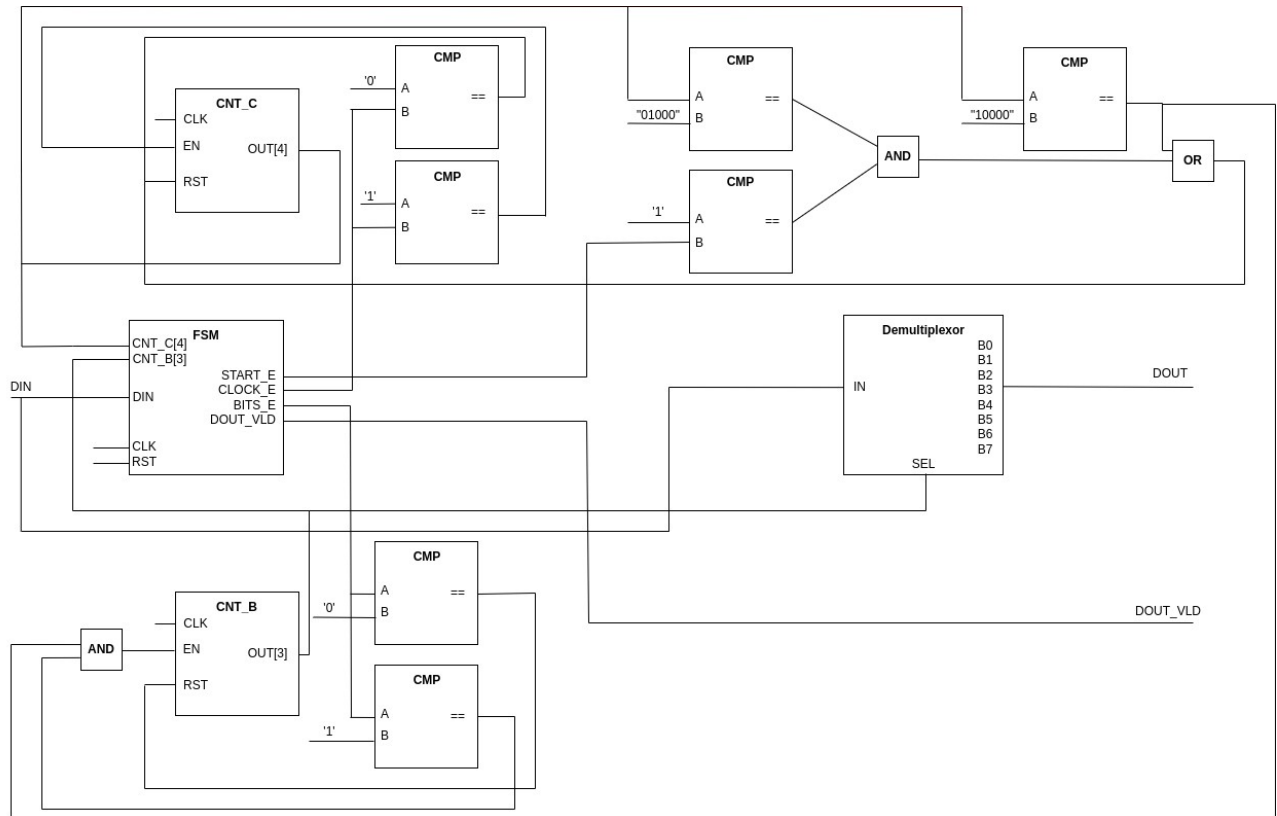 CMP
'0'
A
==
B
CNT_C
CLK
EN
OUT[4]
RST
CMP
'1'
A
==
B
CMP
A
==
"01000"
B
CMP
'1'
A
==
B
AND
CMP
A
==
"10000"
B
OR
FSM
CNT_C[4]
CNT_B[3]
DIN
DIN
START_E
CLOCK_E
BITS_E
DOUT_VLD
CLK
RST
Demultiplexor
B0
B1
B2
B3
B4
B5
B6
B7
IN
SEL
DOUT
DOUT_VLD
CMP
A
==
'0'
B
CNT_B
CLK
AND
EN
OUT[3]
RST
CMP
A
==
'1'
B